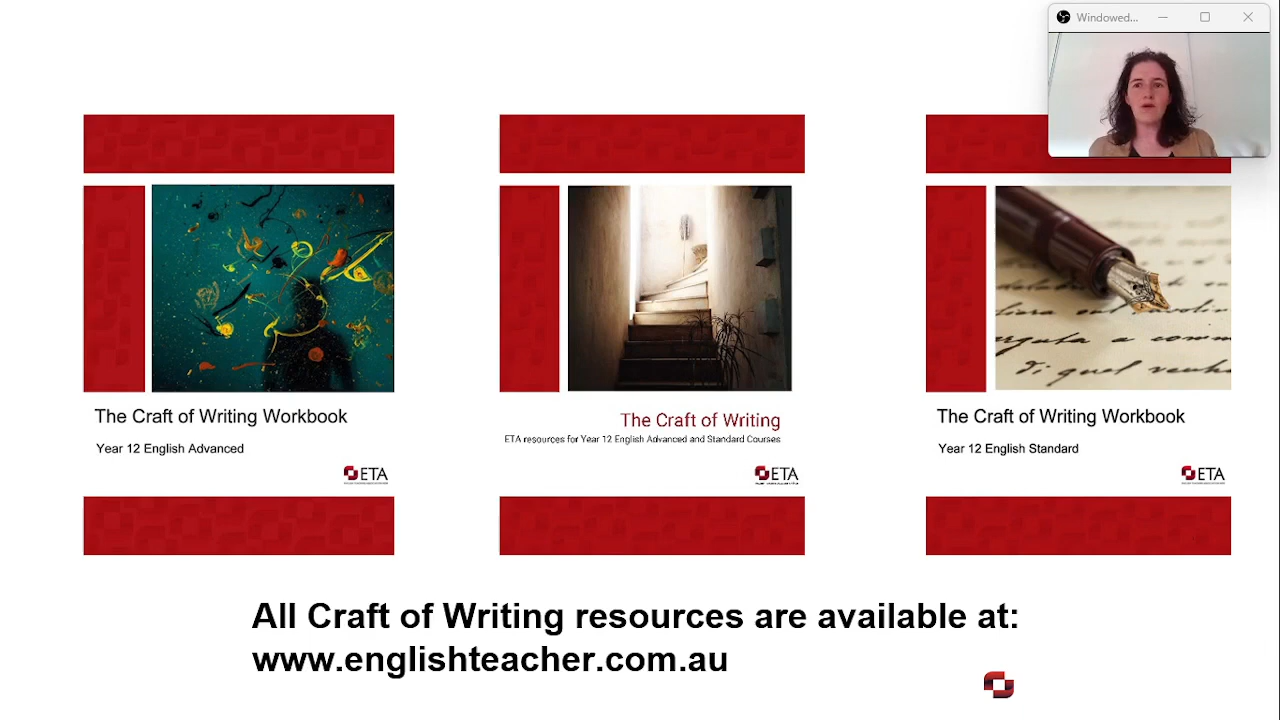 Windowed...
The Craft of Writing Workbook
Year 12 English Advanced
ETA
The Craft of Writing
ETA resources for Year 12 English Advanced and Standard Courses
ETA
The Craft of Writing Workbook
Year 12 English Standard
ETA
All Craft of Writing resources are available at:
www.englishteacher.com.au